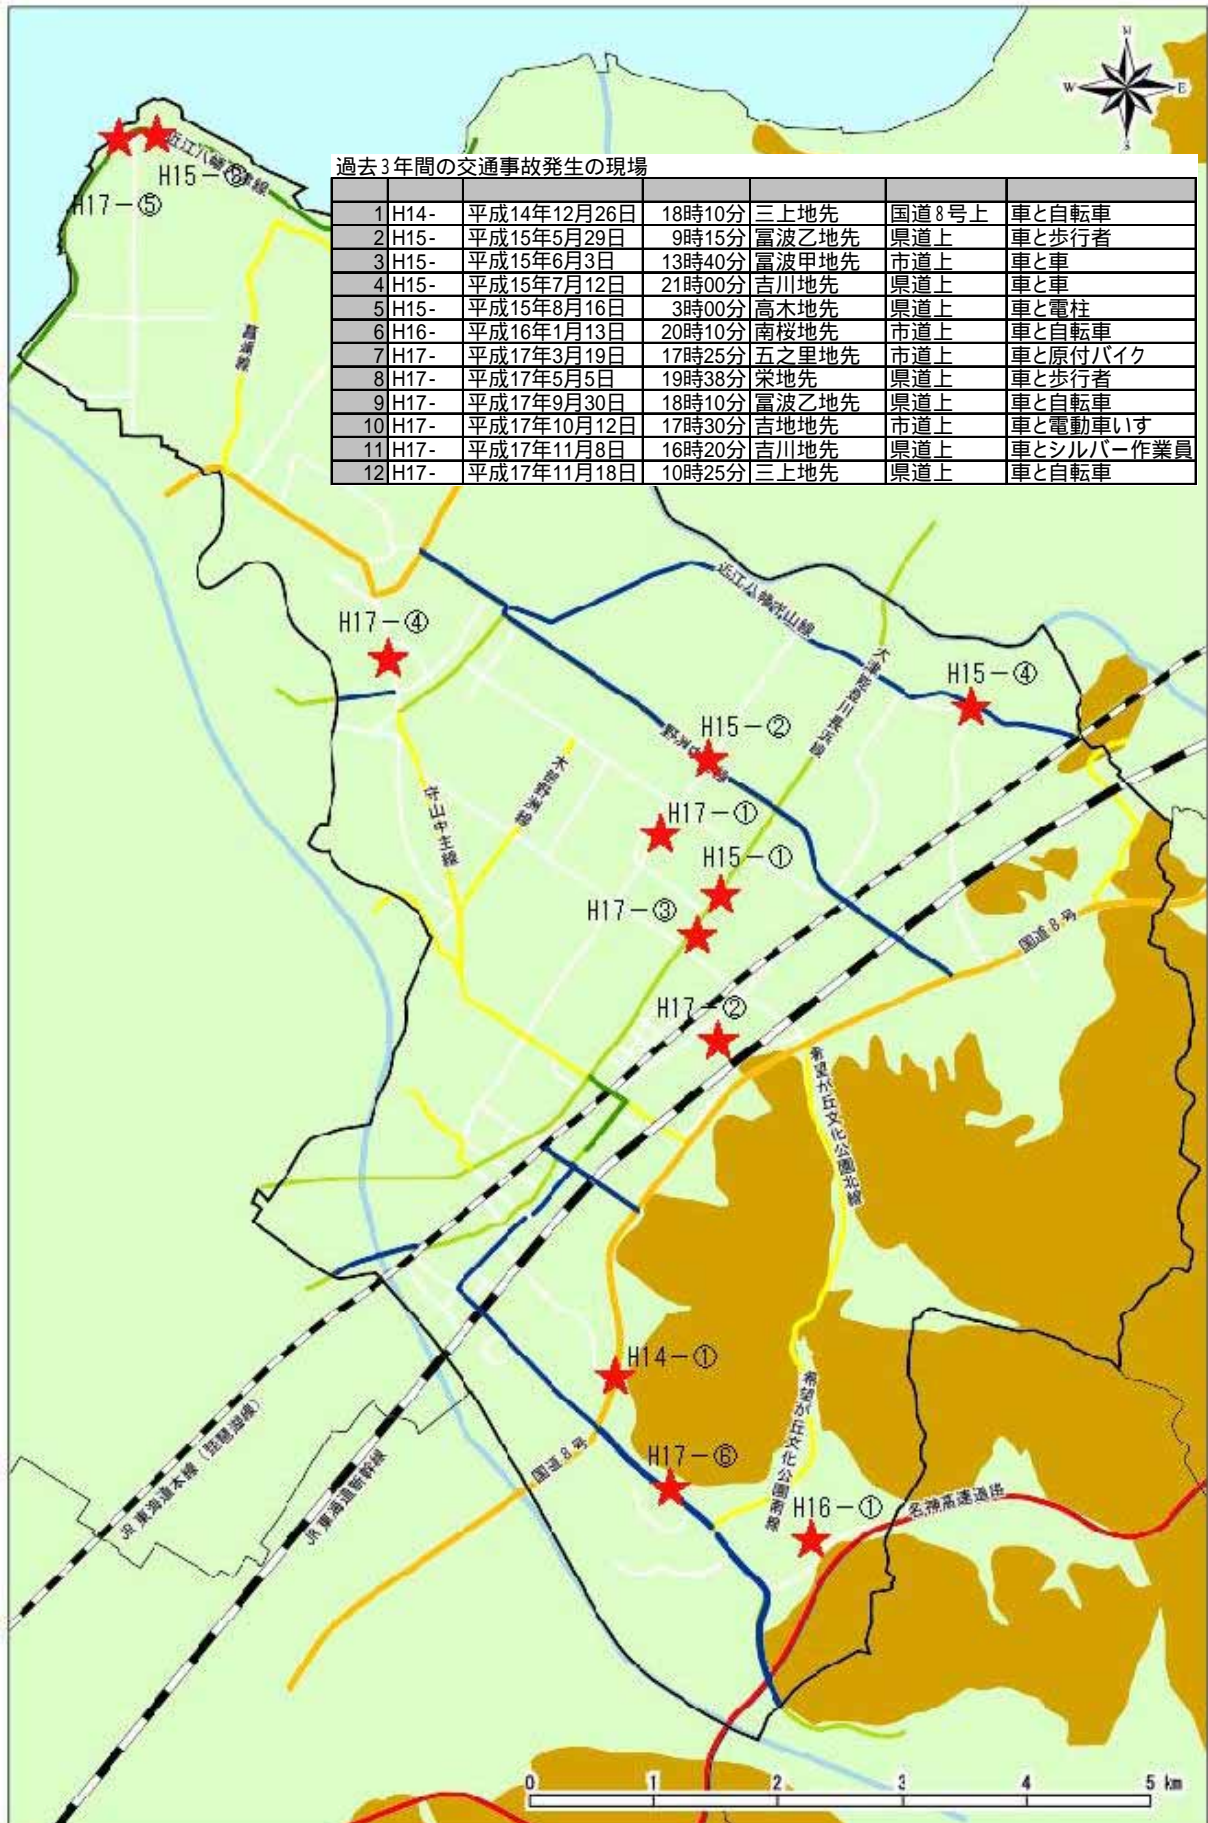 N
W E
S
近江八幡大津線
H15-③
H17-⑤
過去3年間の交通事故発生の現場
1 H14- 平成14年12月26日 18時10分 三上地先 国道8号上 車と自転車
2 H15- 平成15年5月29日 9時15分 冨波乙地先 県道上 車と歩行者
3 H15- 平成15年6月3日 13時40分 冨波甲地先 市道上 車と車
4 H15- 平成15年7月12日 21時00分 吉川地先 県道上 車と車
5 H15- 平成15年8月16日 3時00分 高木地先 県道上 車と電柱
6 H16- 平成16年1月13日 20時10分 南桜地先 市道上 車と自転車
7 H17- 平成17年3月19日 17時25分 五之里地先 市道上 車と原付バイク
8 H17- 平成17年5月5日 19時38分 栄地先 県道上 車と歩行者
9 H17- 平成17年9月30日 18時10分 冨波乙地先 県道上 車と自転車
10 H17- 平成17年10月12日 17時30分 吉地地先 市道上 車と電動車いす
11 H17- 平成17年11月8日 16時20分 吉川地先 県道上 車とシルバー作業員
12 H17- 平成17年11月18日 10時25分 三上地先 県道上 車と自転車
近江八幡守山線
H17-④
大津能登川長浜線
H15-④
H15-②
木部野洲線
守山中主線
H17-①
H15-①
H17-③
国道8号
H17-②
希望が丘文化公園北線
H14-①
希望が丘文化公園南線
JR東海道本線（琵琶湖線）
JR東海道新幹線
国道8号
H17-⑥
H16-①
名神高速道路
0 1 2 3 4 5 km